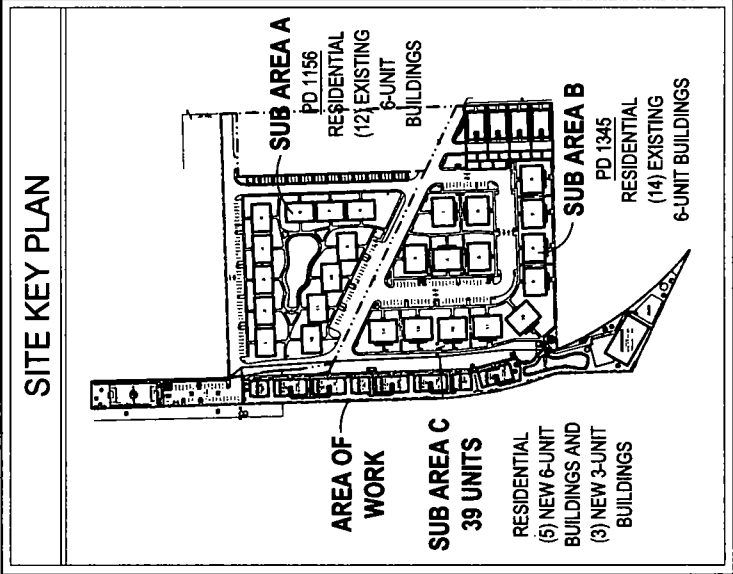 SITE KEY PLAN
SUB AREA A
PD 1156
RESIDENTIAL
(12) EXISTING
6-UNIT
BUILDINGS
SUB AREA B
PD 1345
RESIDENTIAL
(14) EXISTING
6-UNIT BUILDINGS
AREA OF
WORK
SUB AREA C
39 UNITS
RESIDENTIAL
(5) NEW 6-UNIT
BUILDINGS AND
(3) NEW 3-UNIT
BUILDINGS